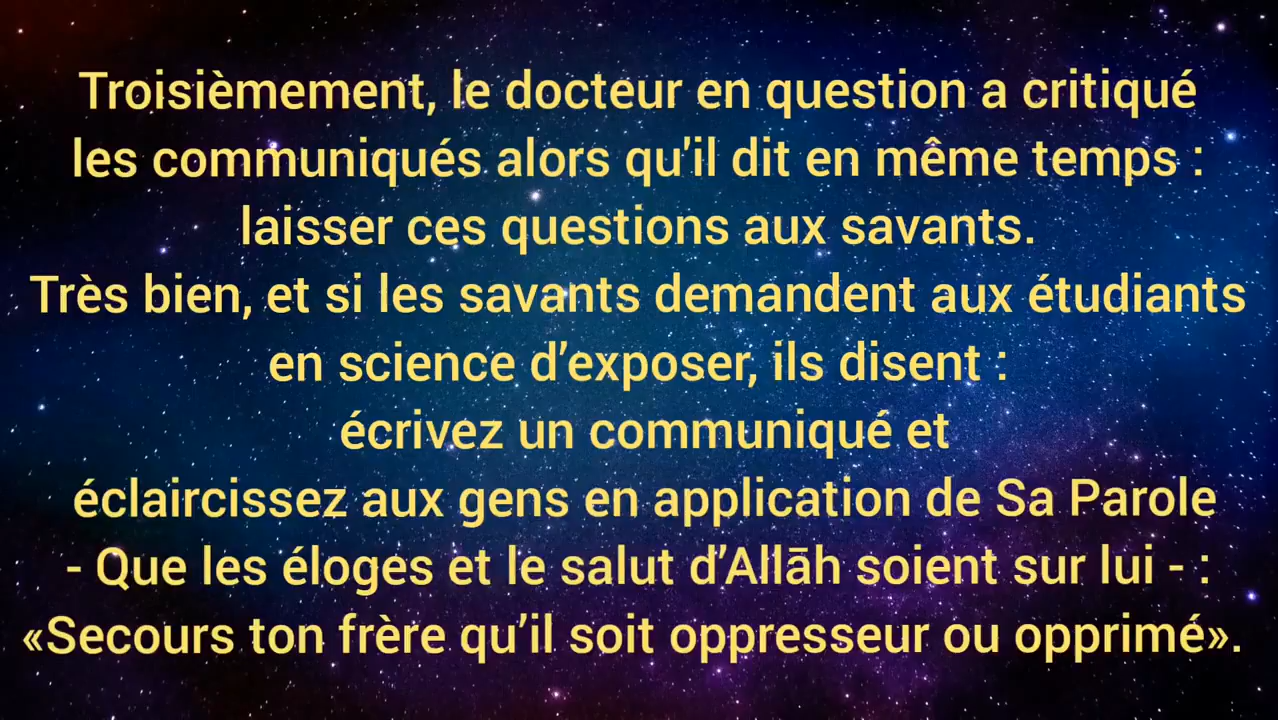 Troisièmement, le docteur en question a critiqué
les communiqués alors qu'il dit en même temps :
laisser ces questions aux savants.
Très bien, et si les savants demandent aux étudiants
en science d’exposer, ils disent :
écrivez un communiqué et
éclaircissez aux gens en application de Sa Parole
- Que les éloges et le salut d’Allāh soient sur lui - :
«Secours ton frère qu’il soit oppresseur ou opprimé».